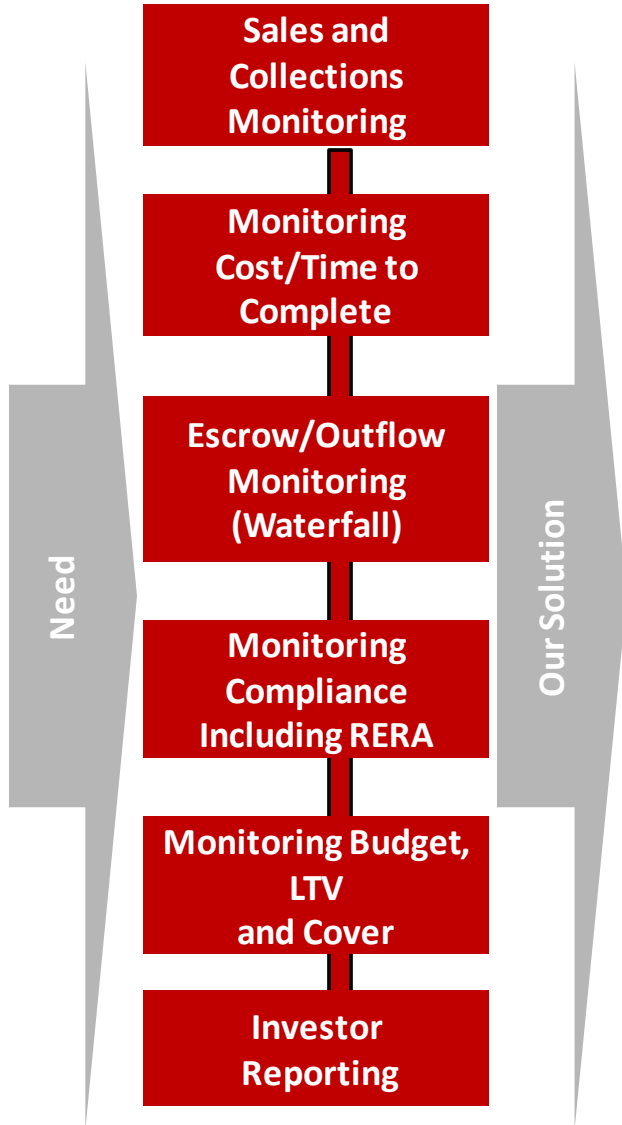 Sales and
Collections
Monitoring
Monitoring
Cost/Time to
Complete
Escrow/Outflow
Monitoring
(Waterfall)
Need
Our Solution
Monitoring
Compliance
Including RERA
Monitoring Budget,
LTV
and Cover
Investor
Reporting